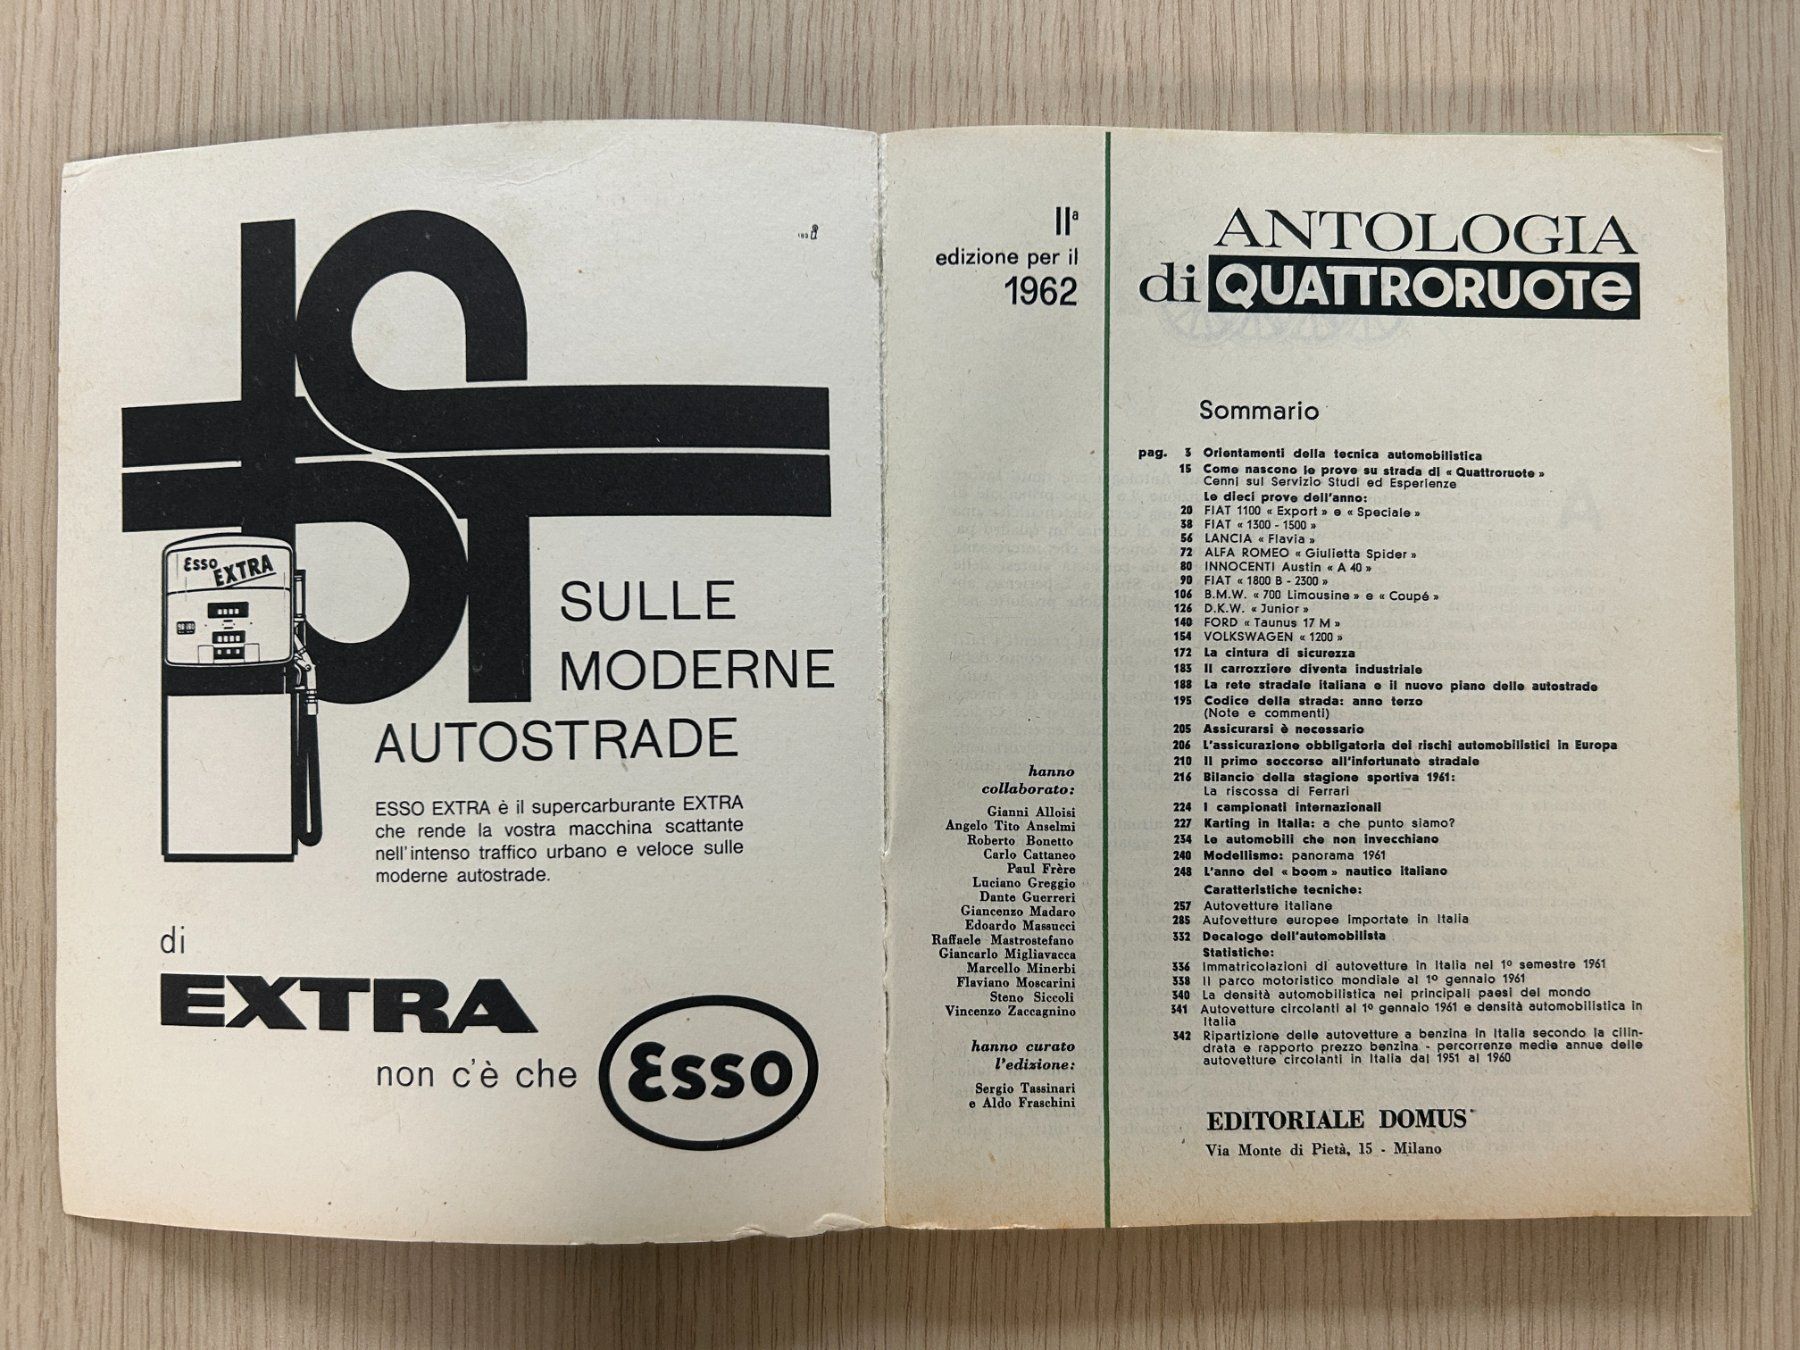 Esso EXTRA
SULLE
MODERNE
AUTOSTRADE
ESSO EXTRA è il supercarburante EXTRA
che rende la vostra macchina scattante
nell'intenso traffico urbano e veloce sulle
moderne autostrade.
di
EXTRA
non c'è che
Esso
IIª
edizione per il
1962
ANTOLOGIA
di QUATTRORUOTe
Sommario
pag. 3 Orientamenti della tecnica automobilistica
15 Come nascono le prove su strada di « Quattroruote »
Cenni sul Servizio Studi ed Esperienze
Le dieci prove dell'anno:
20 FIAT 1100 « Export » e « Speciale »
38 FIAT « 1300 - 1500 »
56 LANCIA « Flavia »
72 ALFA ROMEO « Giulietta Spider »
80 INNOCENTI Austin « A 40 »
90 FIAT « 1800 B - 2300 »
106 B.M.W. « 700 Limousine » e « Coupé »
126 D.K.W. « Junior »
140 FORD « Taunus 17 M »
154 VOLKSWAGEN « 1200 »
172 La cintura di sicurezza
183 Il carrozziere diventa industriale
188 La rete stradale italiana e il nuovo piano delle autostrade
195 Codice della strada: anno terzo
(Note e commenti)
205 Assicurarsi è necessario
206 L'assicurazione obbligatoria dei rischi automobilistici in Europa
210 Il primo soccorso all'infortunato stradale
216 Bilancio della stagione sportiva 1961:
La riscossa di Ferrari
224 I campionati internazionali
227 Karting in Italia: a che punto siamo?
234 Le automobili che non invecchiano
240 Modellismo: panorama 1961
248 L'anno del « boom » nautico italiano
Caratteristiche tecniche:
257 Autovetture italiane
285 Autovetture europee importate in Italia
332 Decalogo dell'automobilista
Statistiche:
336 Immatricolazioni di autovetture in Italia nel 1º semestre 1961
338 Il parco motoristico mondiale al 1º gennaio 1961
340 La densità automobilistica nei principali paesi del mondo
341 Autovetture circolanti al 1º gennaio 1961 e densità automobilistica in
Italia
342 Ripartizione delle autovetture a benzina in Italia secondo la cilin-
drata e rapporto prezzo benzina - percorrenze medie annue delle
autovetture circolanti in Italia dal 1951 al 1960
hanno
collaborato:
Gianni Alloisi
Angelo Tito Anselmi
Roberto Bonetto
Carlo Cattaneo
Paul Frère
Luciano Greggio
Dante Guerreri
Giancenzo Madaro
Edoardo Massucci
Raffaele Mastrostefano
Giancarlo Migliavacca
Marcello Minerbi
Flaviano Moscarini
Steno Siccoli
Vincenzo Zaccagnino
hanno curato
l'edizione:
Sergio Tassinari
e Aldo Fraschini
EDITORIALE DOMUS
Via Monte di Pietà, 15 - Milano